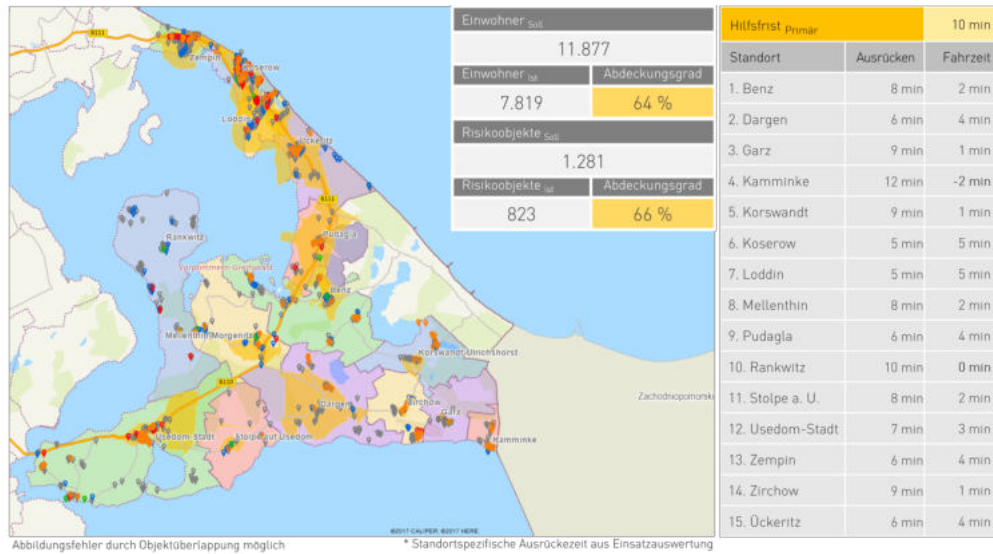 Einwohner Soll
11.877
Einwohner Ist Abdeckungsgrad
7.819 64 %
Risikoobjekte Soll
1.281
Risikoobjekte Ist Abdeckungsgrad
823 66 %
Hilfsfrist Primär 10 min
Standort Ausrücken Fahrzeit
1. Benz 8 min 2 min
2. Dargen 6 min 4 min
3. Garz 9 min 1 min
4. Kamminke 12 min -2 min
5. Korswandt 9 min 1 min
6. Koserow 5 min 5 min
7. Loddin 5 min 5 min
8. Mellenthin 8 min 2 min
9. Pudagla 6 min 4 min
10. Rankwitz 10 min 0 min
11. Stolpe a. U. 8 min 2 min
12. Usedom-Stadt 7 min 3 min
13. Zempin 6 min 4 min
14. Zirchow 9 min 1 min
15. Ückeritz 6 min 4 min
B111
Zempin
Koserow
Loddin
Ückeritz
B111
Rankwitz
Pudagla
Vorpommern-Greifswald
Benz
Mellenthin Morgenitz
Korswandt Ulrichshorst
B110
Dargen
Zirchow
Garz
Zachodniopomorski
Usedom-Stadt
Stolpe auf Usedom
Kamminke
©2017 CALIPER; ©2017 HERE
Abbildungsfehler durch Objektüberlappung möglich
* Standortspezifische Ausrückezeit aus Einsatzauswertung